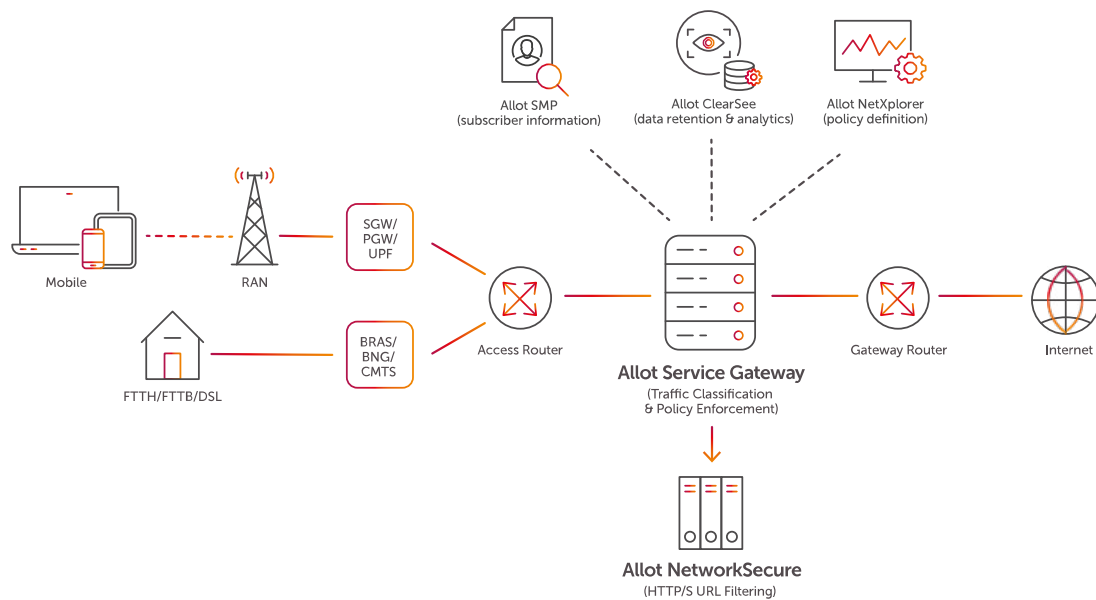 Allot SMP
(subscriber information)
Allot ClearSee
(data retention & analytics)
Allot NetXplorer
(policy definition)
Mobile
RAN
SGW/
PGW/
UPF
FTTH/FTTB/DSL
BRAS/
BNG/
CMTS
Access Router
Allot Service Gateway
(Traffic Classification
& Policy Enforcement)
Gateway Router
Internet
Allot NetworkSecure
(HTTP/S URL Filtering)